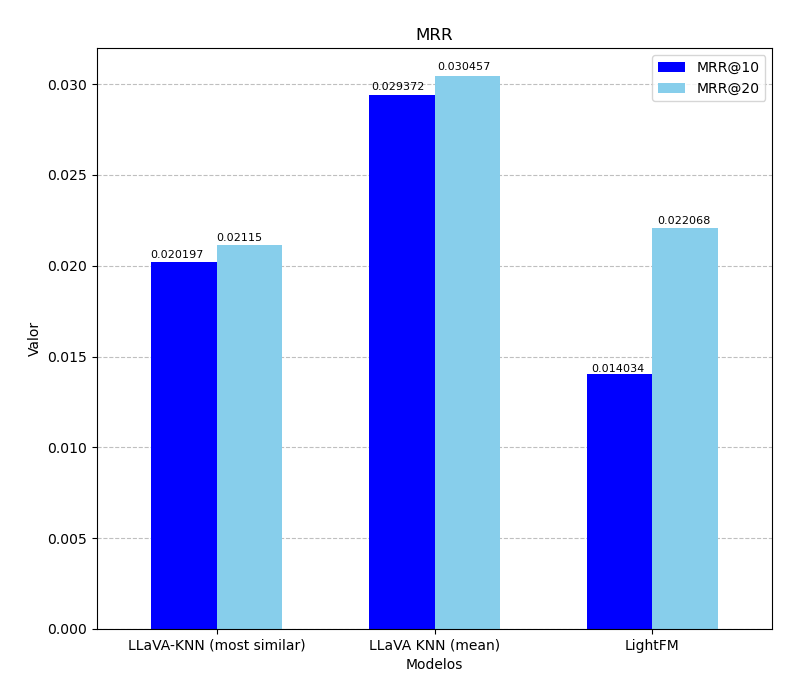 MRR
MRR@10
MRR@20
0.030
0.025
0.020
0.015
0.010
0.005
0.000
Valor
0.020197
0.02115
0.029372
0.030457
0.014034
0.022068
LLaVA-KNN (most similar)
LLaVA KNN (mean)
LightFM
Modelos